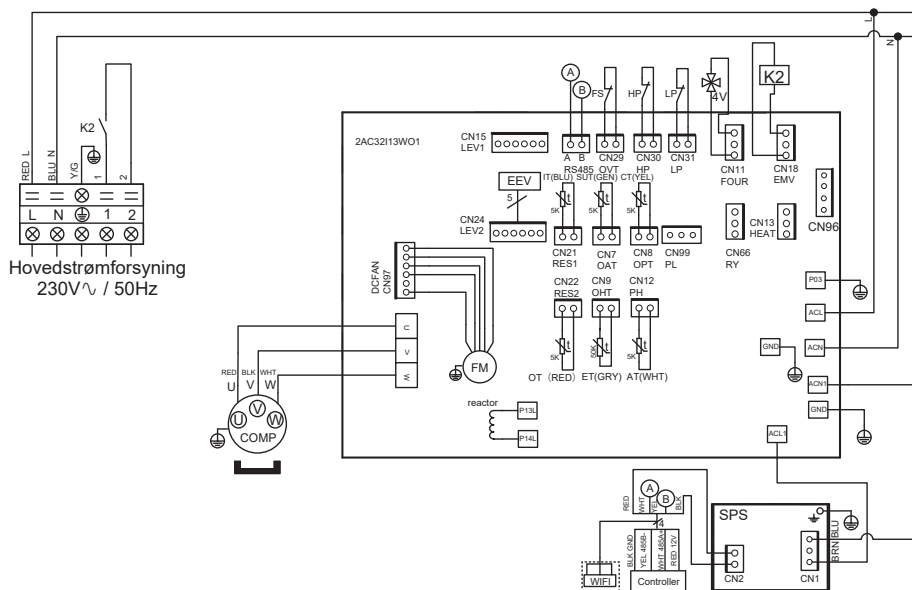 L
N
K2
RED L
BLU N
Y/G
1
2
L N 1 2
Hovedstrømforsyning
230V∿ / 50Hz
2AC32I13WO1
CN15
LEV1
A
B
FS
HP
LP
4V
K2
A B
RS485
CN29
OVT
CN30
HP
CN31
LP
CN11
FOUR
CN18
EMV
EEV
5
IT(BLU) SUT(GEN) CT(YEL)
t
5K
t
5K
t
5K
CN24
LEV2
CN21
RES1
CN7
OAT
CN8
OPT
CN99
PL
CN66
RY
CN13
HEAT
CN96
DCFAN
CN97
CN22
RES2
CN9
OHT
CN12
PH
t
5K
t
50K
t
5K
OT (RED) ET(GRY) AT(WHT)
P03
ACL
GND
ACN
ACN1
GND
ACL1
U
V
W
FM
RED BLK WHT
U V W
U V W
COMP
reactor
P13L
P14L
RED
WHT
YEL
BLK
A
B
4
BLK GND
YEL 485B-
WHT 485A+
RED 12V
WIFI
Controller
SPS
CN2
CN1
BRN
BLU